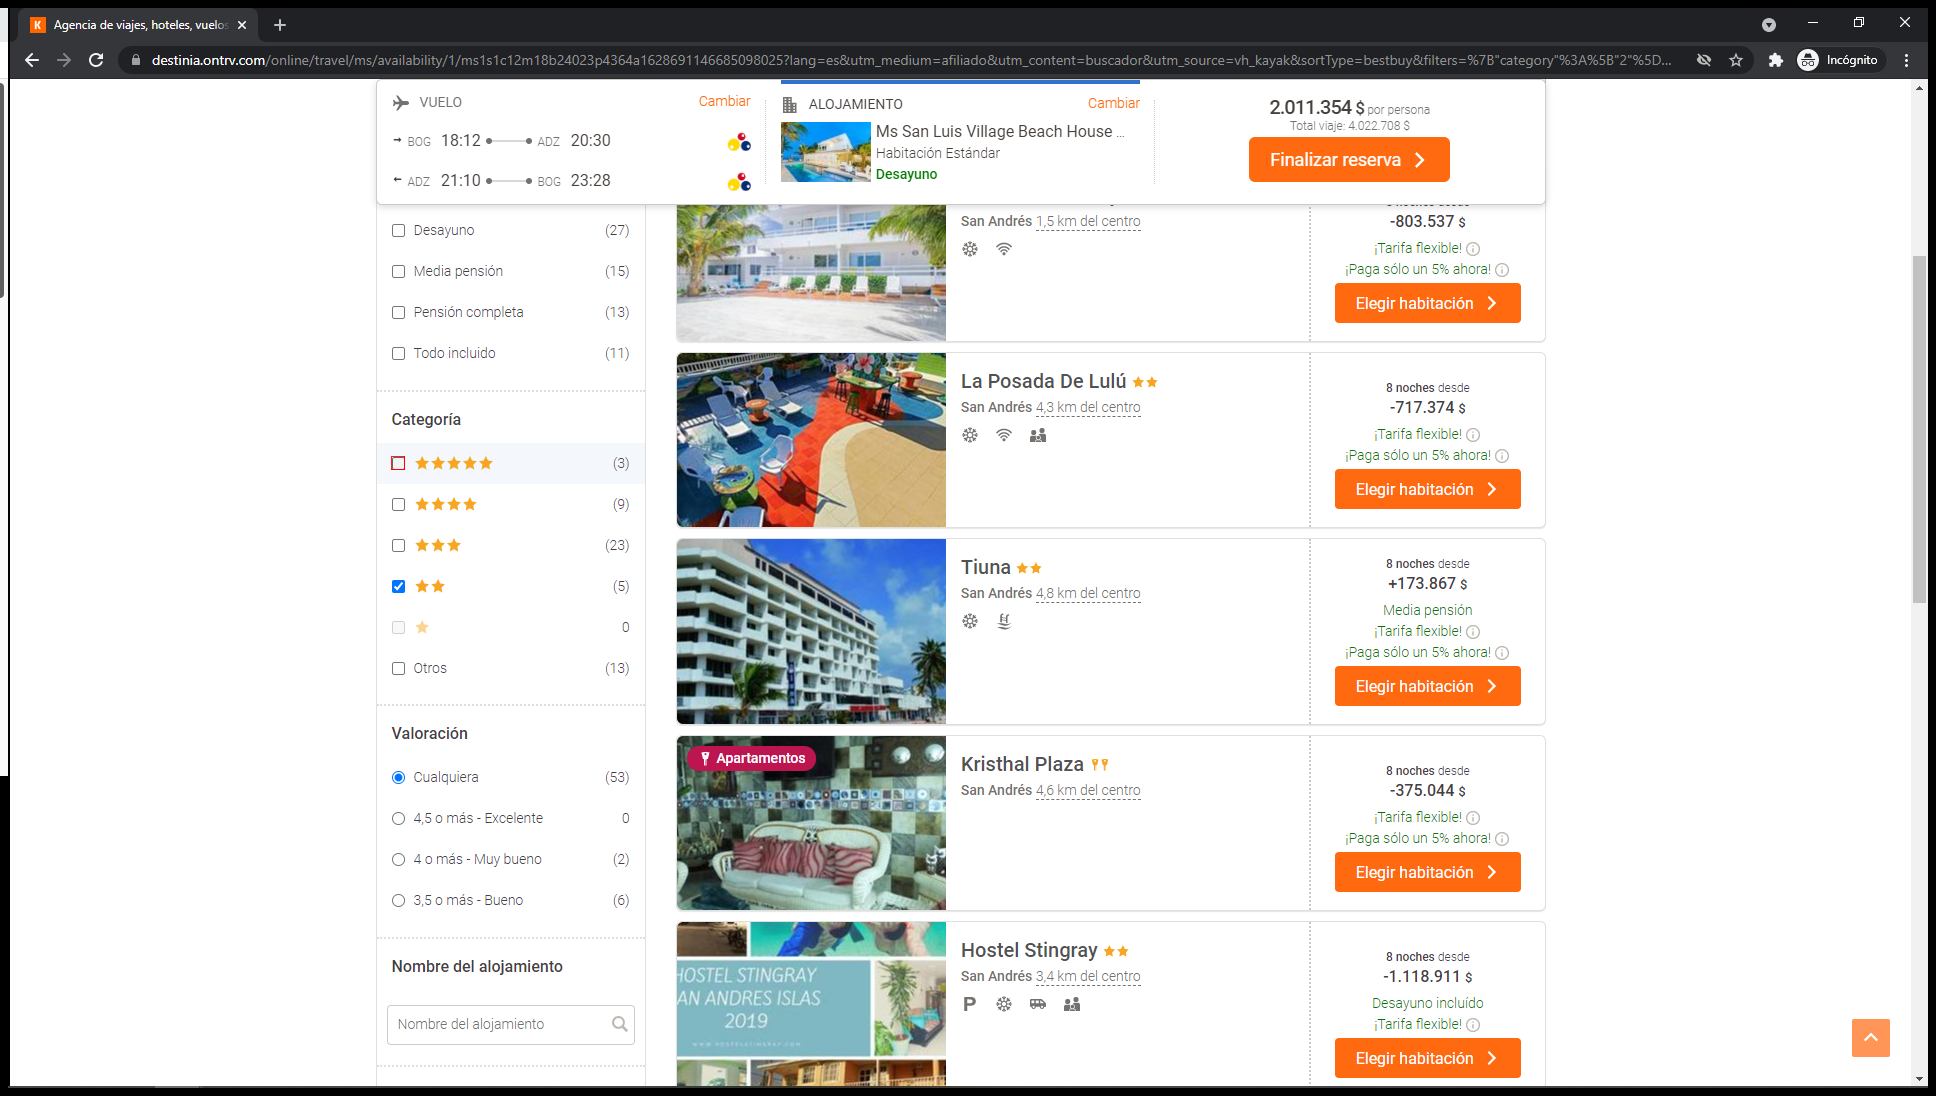 Agencia de viajes, hoteles, vuelos
destinia.ontrv.com/online/travel/ms/availability/1/ms1s1c12m18b24023p4364a1628691146685098025?lang=es&utm_medium=afiliado&utm_content=buscador&utm_source=vh_kayak&sortType=bestbuy&filters=%7B"category"%3A%5B"2"%5D...
Incógnito
VUELO
Cambiar
BOG 18:12 ADZ 20:30
ADZ 21:10 BOG 23:28
ALOJAMIENTO
Cambiar
Ms San Luis Village Beach House ...
Habitación Estándar
Desayuno
2.011.354 $ por persona
Total viaje: 4.022.708 $
Finalizar reserva
Desayuno (27)
Media pensión (15)
Pensión completa (13)
Todo incluido (11)
Categoría
(3)
(9)
(23)
(5)
0
Otros (13)
Valoración
Cualquiera (53)
4,5 o más - Excelente 0
4 o más - Muy bueno (2)
3,5 o más - Bueno (6)
Nombre del alojamiento
Nombre del alojamiento
San Andrés 1,5 km del centro
-803.537 $
¡Tarifa flexible!
¡Paga sólo un 5% ahora!
Elegir habitación
La Posada De Lulú
San Andrés 4,3 km del centro
8 noches desde
-717.374 $
¡Tarifa flexible!
¡Paga sólo un 5% ahora!
Elegir habitación
Tiuna
San Andrés 4,8 km del centro
8 noches desde
+173.867 $
Media pensión
¡Tarifa flexible!
¡Paga sólo un 5% ahora!
Elegir habitación
Apartamentos
Kristhal Plaza
San Andrés 4,6 km del centro
8 noches desde
-375.044 $
¡Tarifa flexible!
¡Paga sólo un 5% ahora!
Elegir habitación
HOSTEL STINGRAY
AN ANDRES ISLAS
2019
WWW.HOSTELSTINGRAY.COM
Hostel Stingray
San Andrés 3,4 km del centro
P
8 noches desde
-1.118.911 $
Desayuno incluído
¡Tarifa flexible!
Elegir habitación